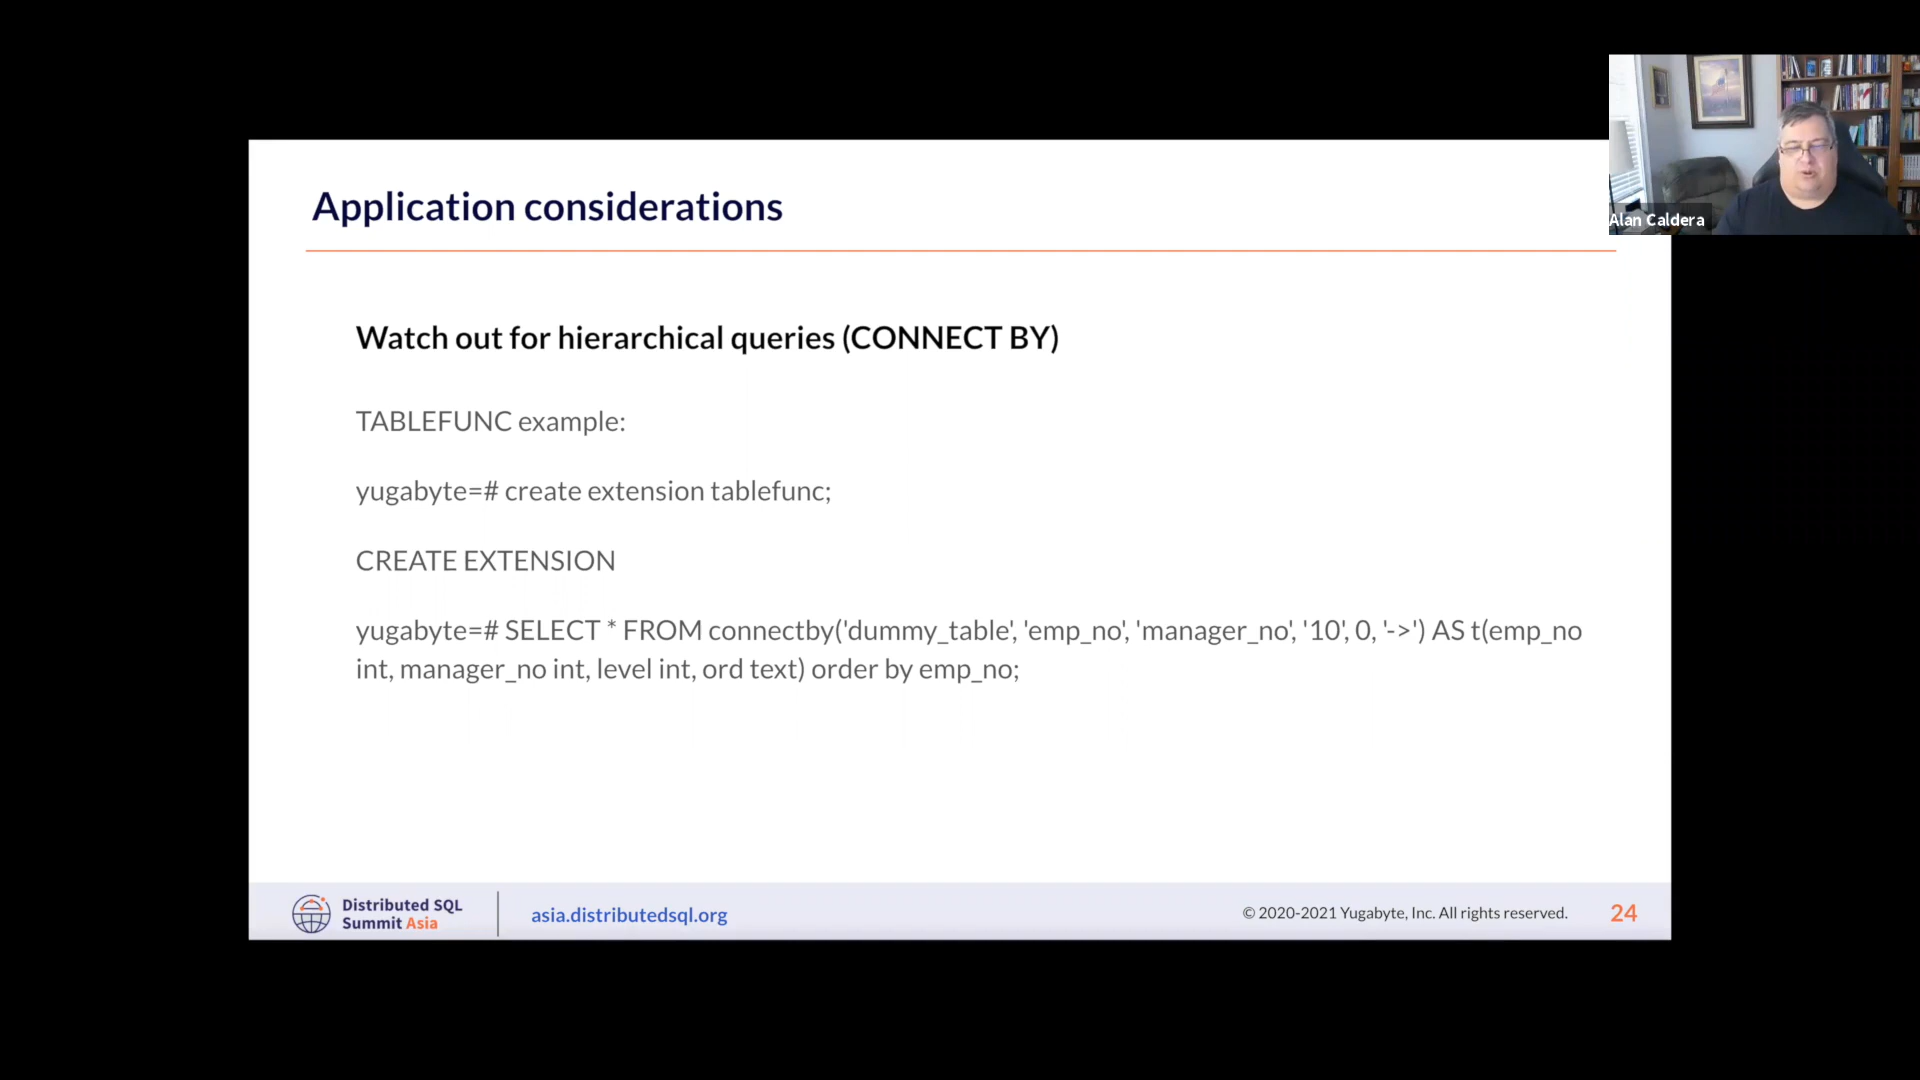 Alan Caldera
Application considerations
Watch out for hierarchical queries (CONNECT BY)
TABLEFUNC example:
yugabyte=# create extension tablefunc;
CREATE EXTENSION
yugabyte=# SELECT * FROM connectby('dummy_table', 'emp_no', 'manager_no', '10', 0, '->') AS t(emp_no
int, manager_no int, level int, ord text) order by emp_no;
Distributed SQL
Summit Asia
asia.distributedsql.org
© 2020-2021 Yugabyte, Inc. All rights reserved.
24